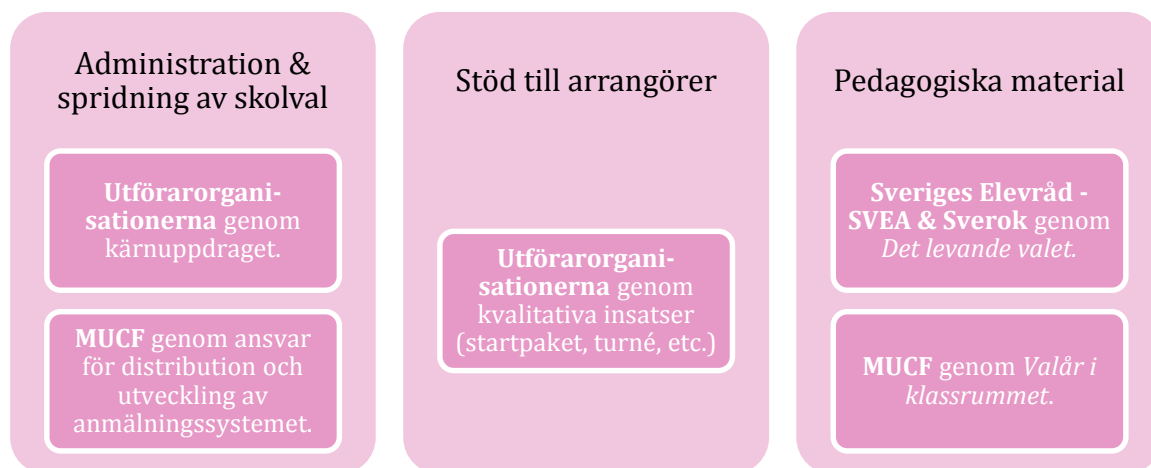 Administration &
spridning av skolval
Utförarorgani-
sationerna genom
kärnuppdraget.
MUCF genom ansvar
för distribution och
utveckling av
anmälningssystemet.
Stöd till arrangörer
Utförarorgani-
sationerna genom
kvalitativa insatser
(startpaket, turné, etc.)
Pedagogiska material
Sveriges Elevråd -
SVEA & Sverok genom
Det levande valet.
MUCF genom Valår i
klassrummet.